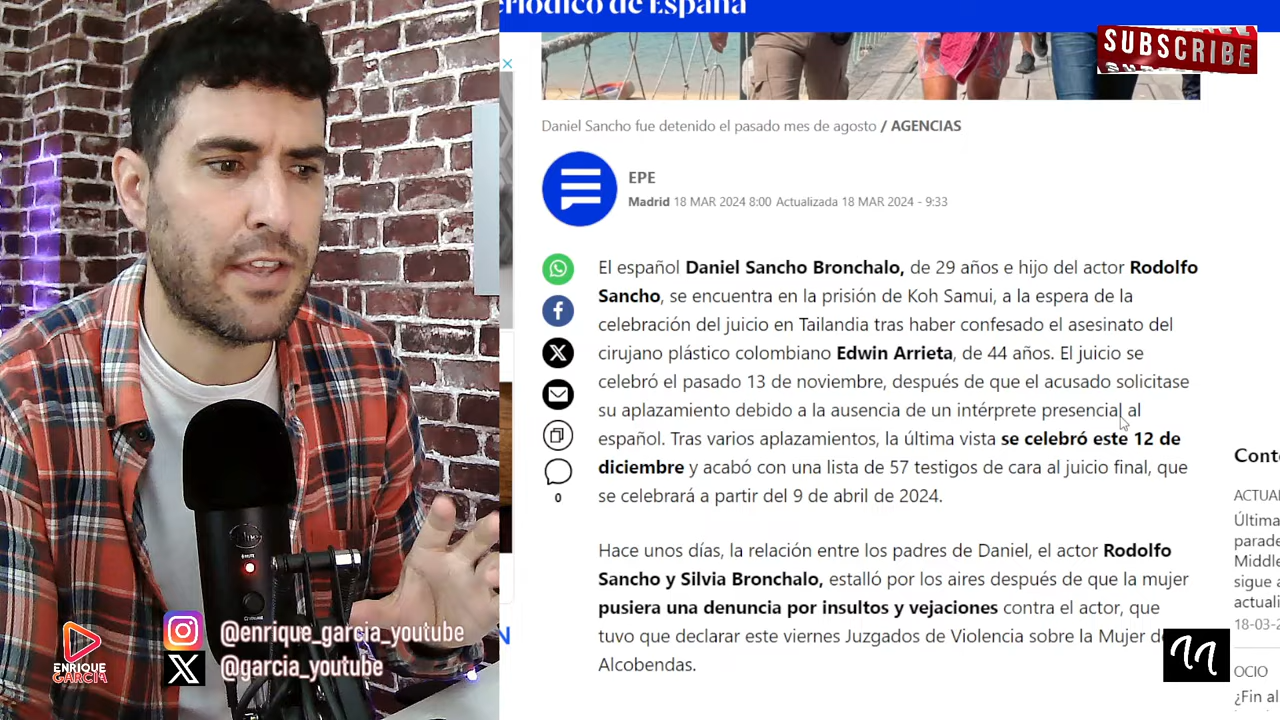 eriódico de España
SUBSCRIBE
Daniel Sancho fue detenido el pasado mes de agosto / AGENCIAS
EPE
Madrid 18 MAR 2024 8:00 Actualizada 18 MAR 2024 - 9:33
El español Daniel Sancho Bronchalo, de 29 años e hijo del actor Rodolfo
Sancho, se encuentra en la prisión de Koh Samui, a la espera de la
celebración del juicio en Tailandia tras haber confesado el asesinato del
cirujano plástico colombiano Edwin Arrieta, de 44 años. El juicio se
celebró el pasado 13 de noviembre, después de que el acusado solicitase
su aplazamiento debido a la ausencia de un intérprete presencial al
español. Tras varios aplazamientos, la última vista se celebró este 12 de
diciembre y acabó con una lista de 57 testigos de cara al juicio final, que
se celebrará a partir del 9 de abril de 2024.
0
Hace unos días, la relación entre los padres de Daniel, el actor Rodolfo
Sancho y Silvia Bronchalo, estalló por los aires después de que la mujer
pusiera una denuncia por insultos y vejaciones contra el actor, que
tuvo que declarar este viernes Juzgados de Violencia sobre la Mujer de
Alcobendas.
Conte
ACTUAL
Última
parade
Middle
sigue a
actuali
18-03-2
OCIO
¿Fin al
N
ENRIQUE
GARCIA
@enrique_garcia_youtube
@garcia_youtube